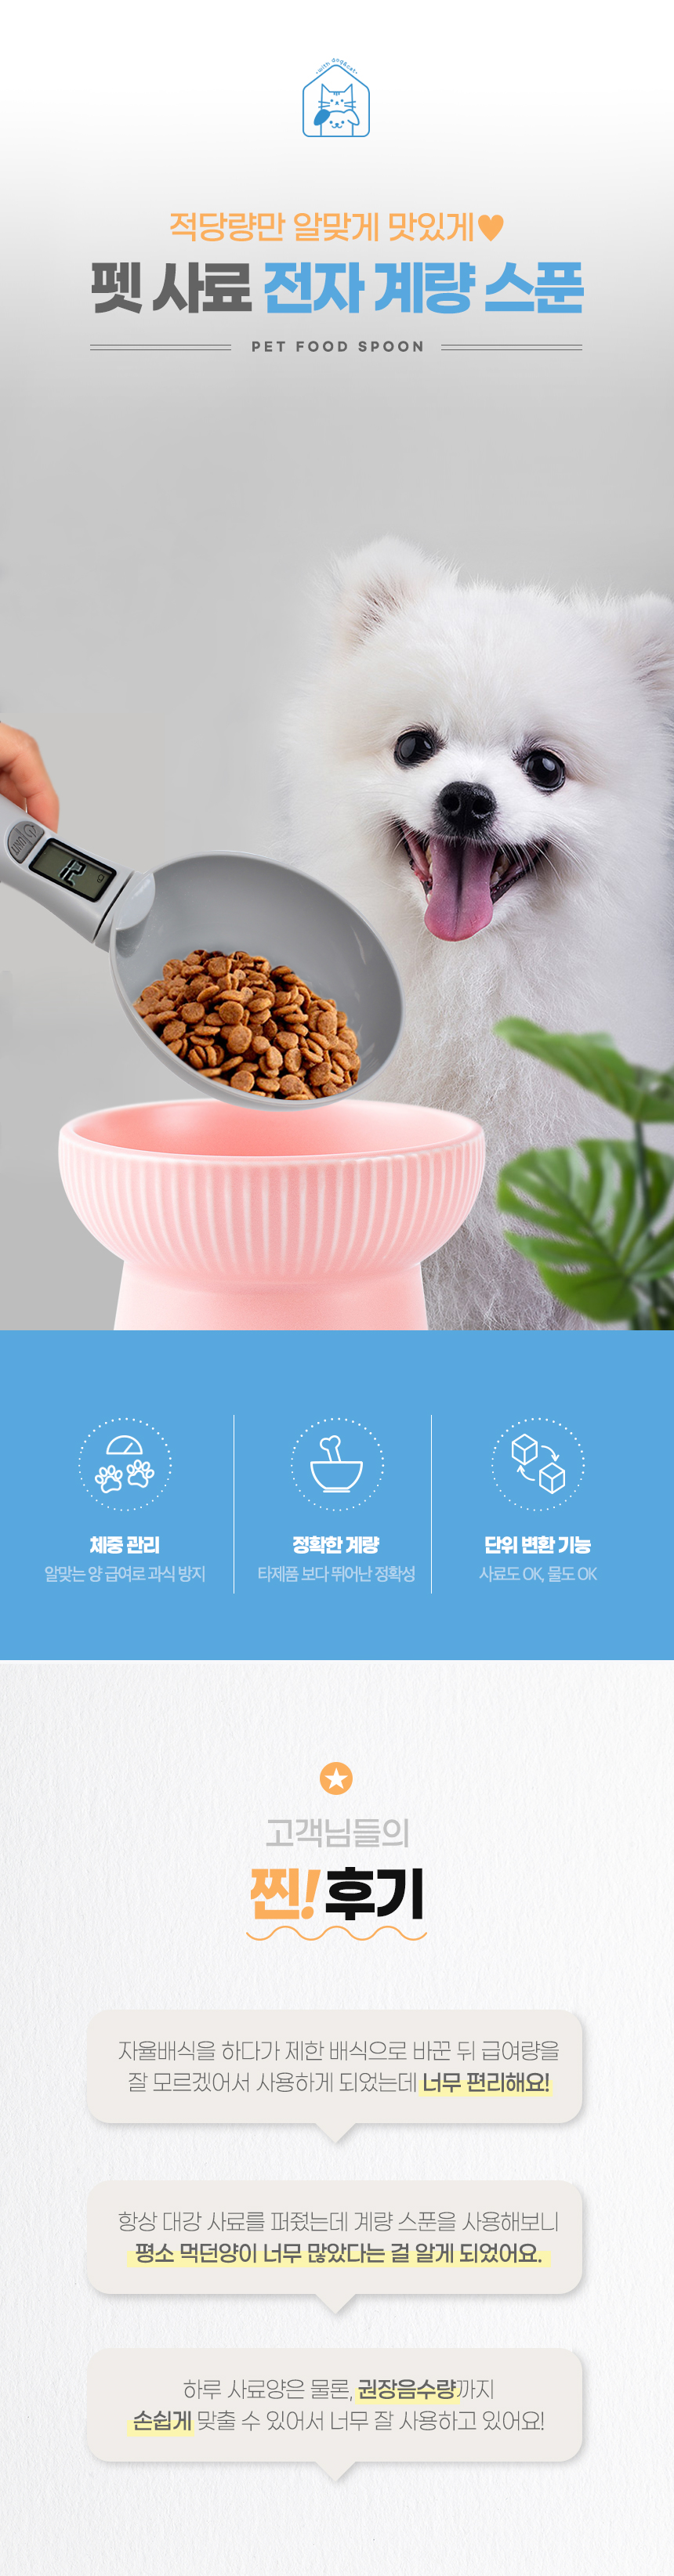 with dog&cat
적당량만 알맞게 맛있게♥
펫 사료 전자 계량 스푼
PET FOOD SPOON
UNIT
12
체중 관리
알맞는 양 급여로 과식 방지
정확한 계량
타제품 보다 뛰어난 정확성
단위 변환 기능
사료도 OK, 물도 OK
고객님들의
찐! 후기
자율배식을 하다가 제한 배식으로 바꾼 뒤 급여량을
잘 모르겠어서 사용하게 되었는데 너무 편리해요!
항상 대강 사료를 퍼줬는데 계량 스푼을 사용해보니
평소 먹던양이 너무 많았다는 걸 알게 되었어요.
하루 사료양은 물론, 권장음수량까지
손쉽게 맞출 수 있어서 너무 잘 사용하고 있어요!